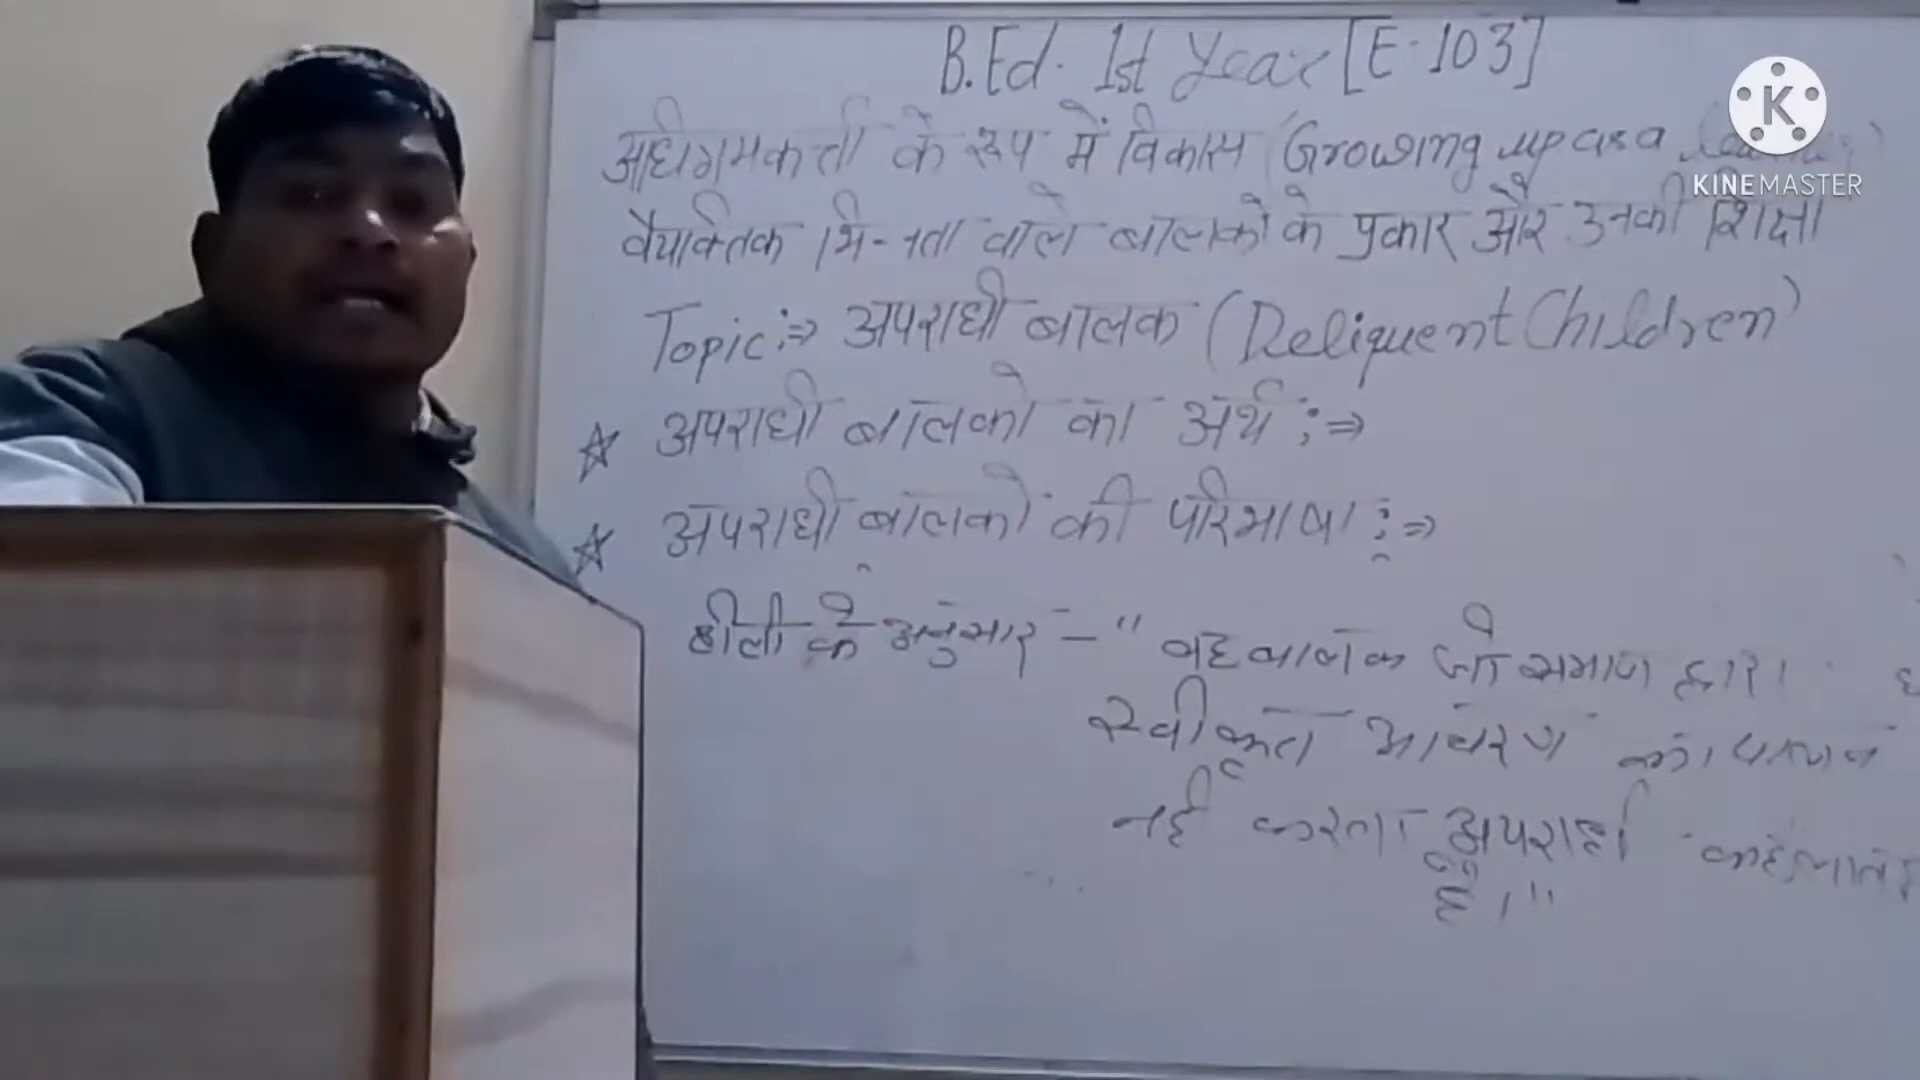 B.Ed. 1st Year [E-103]
अधिगमकर्ता के रूप में विकास (Growing up as a
वैयक्तिक भिन्नता वाले बालको के प्रकार और उनकी शिक्षा
Topic:⇒ अपराधी बालक (Deliquent Children)
☆ अपराधी बालको का अर्थ :⇒
☆ अपराधी बालकों की परिभाषा :⇒
हीली के अनुसार – " वह बालक जो समाज द्वारा
स्वीकृत आचरण का पालन
नहीं करता अपराधी कहलाता
है।"
KINEMASTER